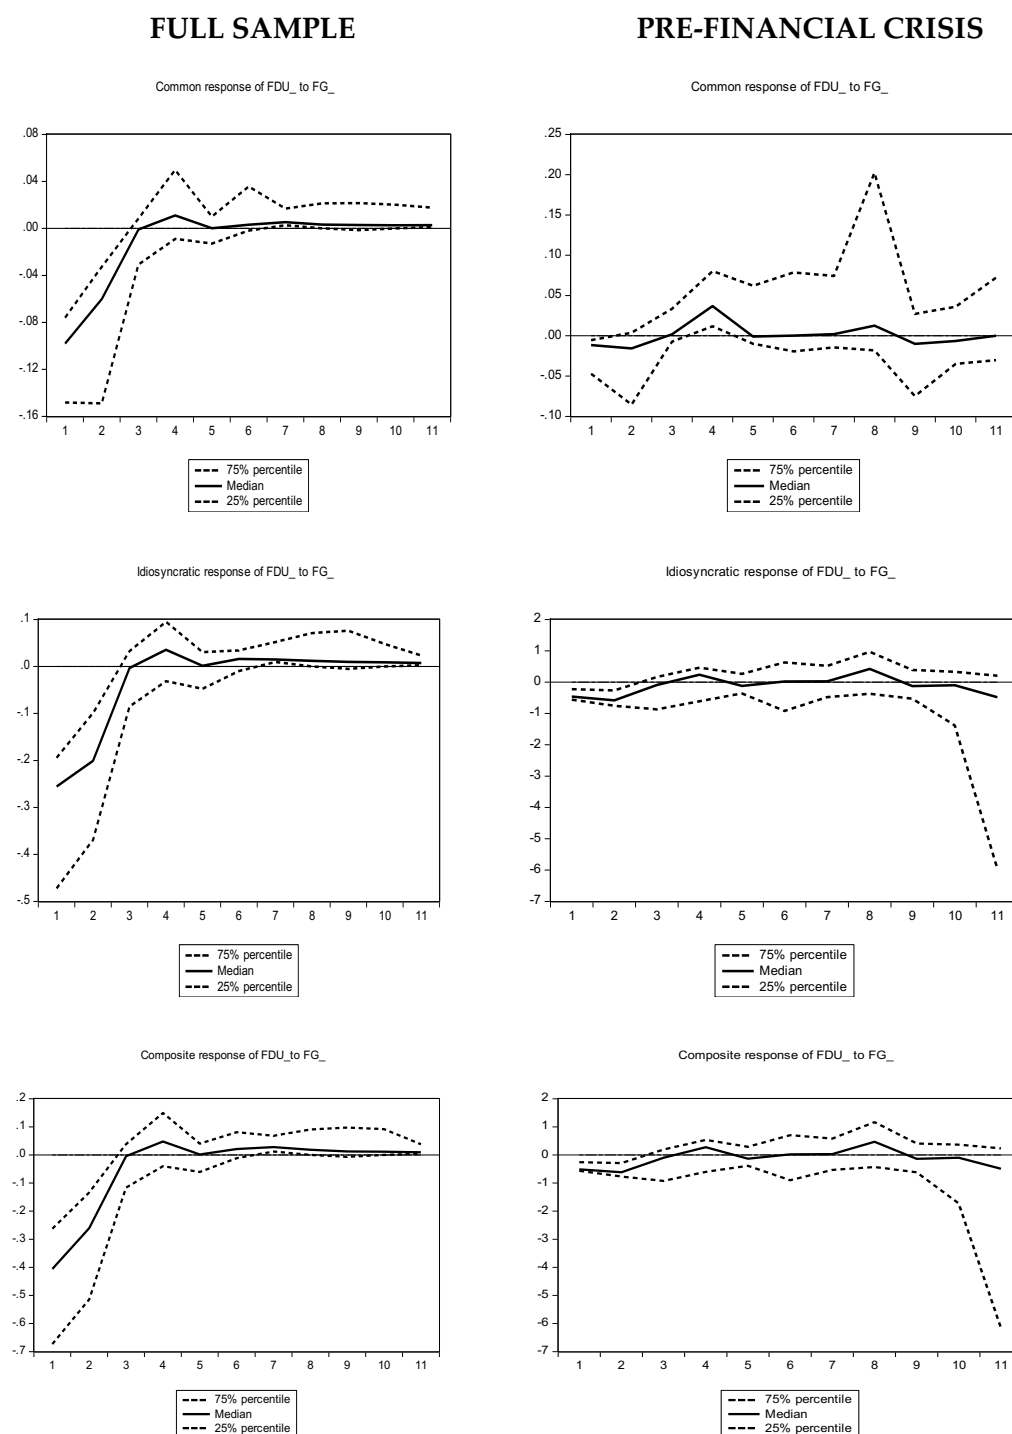 FULL SAMPLE
PRE-FINANCIAL CRISIS
Common response of FDU_ to FG_
.08
.04
.00
-.04
-.08
-.12
-.16
1 2 3 4 5 6 7 8 9 10 11
75% percentile
Median
25% percentile
Common response of FDU_ to FG_
.25
.20
.15
.10
.05
.00
-.05
-.10
1 2 3 4 5 6 7 8 9 10 11
75% percentile
Median
25% percentile
Idiosyncratic response of FDU_ to FG_
.1
.0
-.1
-.2
-.3
-.4
-.5
1 2 3 4 5 6 7 8 9 10 11
75% percentile
Median
25% percentile
Idiosyncratic response of FDU_ to FG_
2
1
0
-1
-2
-3
-4
-5
-6
-7
1 2 3 4 5 6 7 8 9 10 11
75% percentile
Median
25% percentile
Composite response of FDU_to FG_
.2
.1
.0
-.1
-.2
-.3
-.4
-.5
-.6
-.7
1 2 3 4 5 6 7 8 9 10 11
75% percentile
Median
25% percentile
Composite response of FDU_ to FG_
2
1
0
-1
-2
-3
-4
-5
-6
-7
1 2 3 4 5 6 7 8 9 10 11
75% percentile
Median
25% percentile